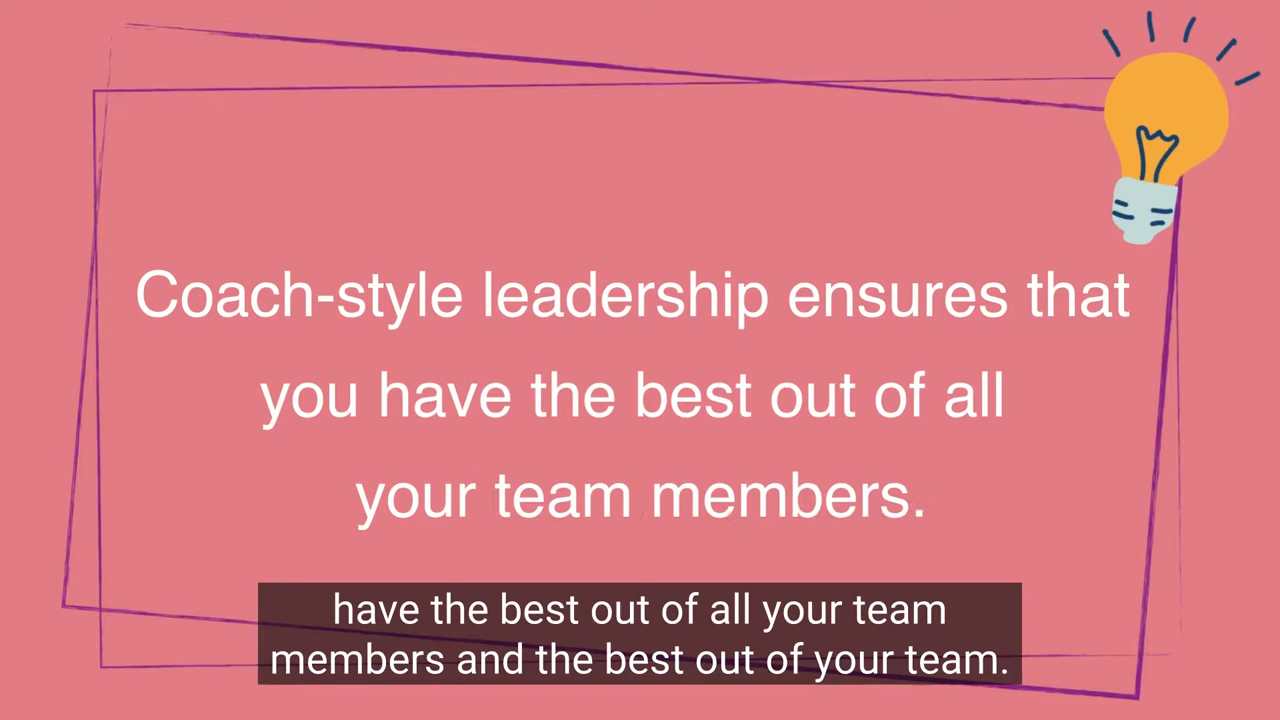 Coach-style leadership ensures that
you have the best out of all
your team members.
have the best out of all your team
members and the best out of your team.